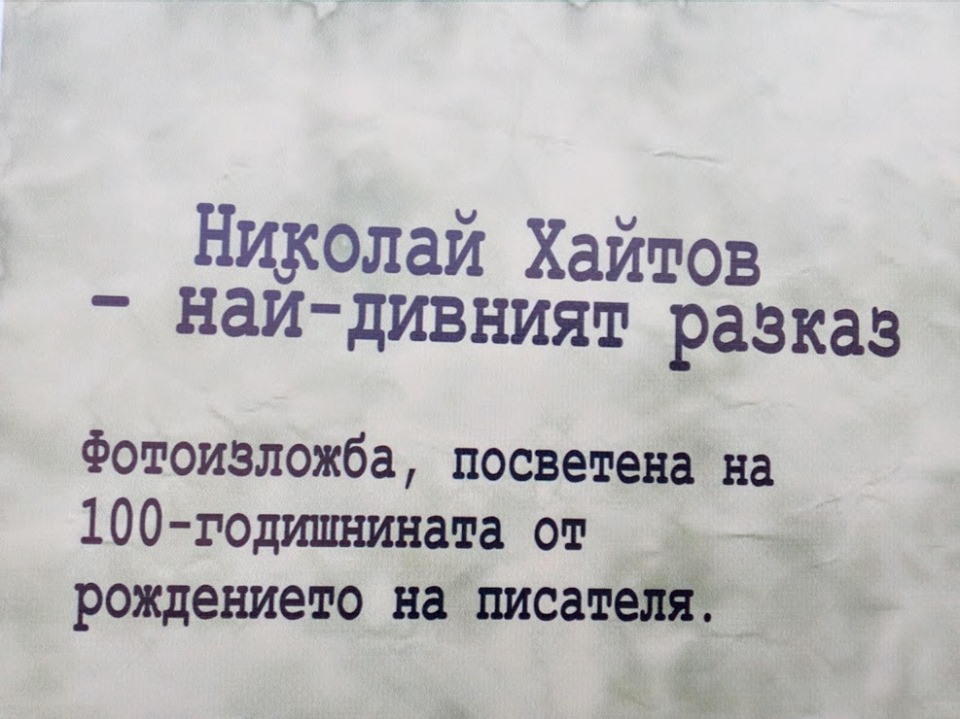 Николай Хайтов
- най-дивният разказ
Фотоизложба, посветена на
100-годишнината от
рождението на писателя.